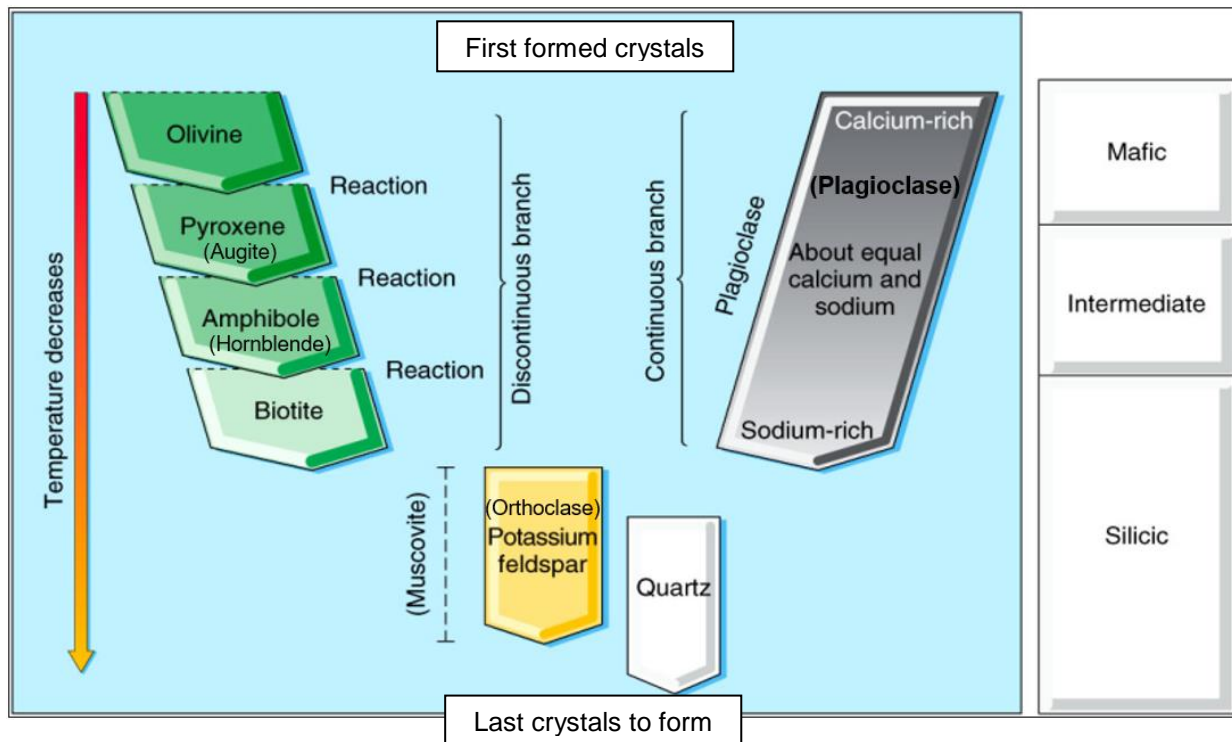 First formed crystals
Temperature decreases
Olivine
Reaction
Pyroxene
(Augite)
Reaction
Amphibole
(Hornblende)
Reaction
Biotite
Discontinuous branch
Continuous branch
Plagioclase
Calcium-rich
(Plagioclase)
About equal
calcium and
sodium
Sodium-rich
(Muscovite)
(Orthoclase)
Potassium
feldspar
Quartz
Last crystals to form
Mafic
Intermediate
Silicic